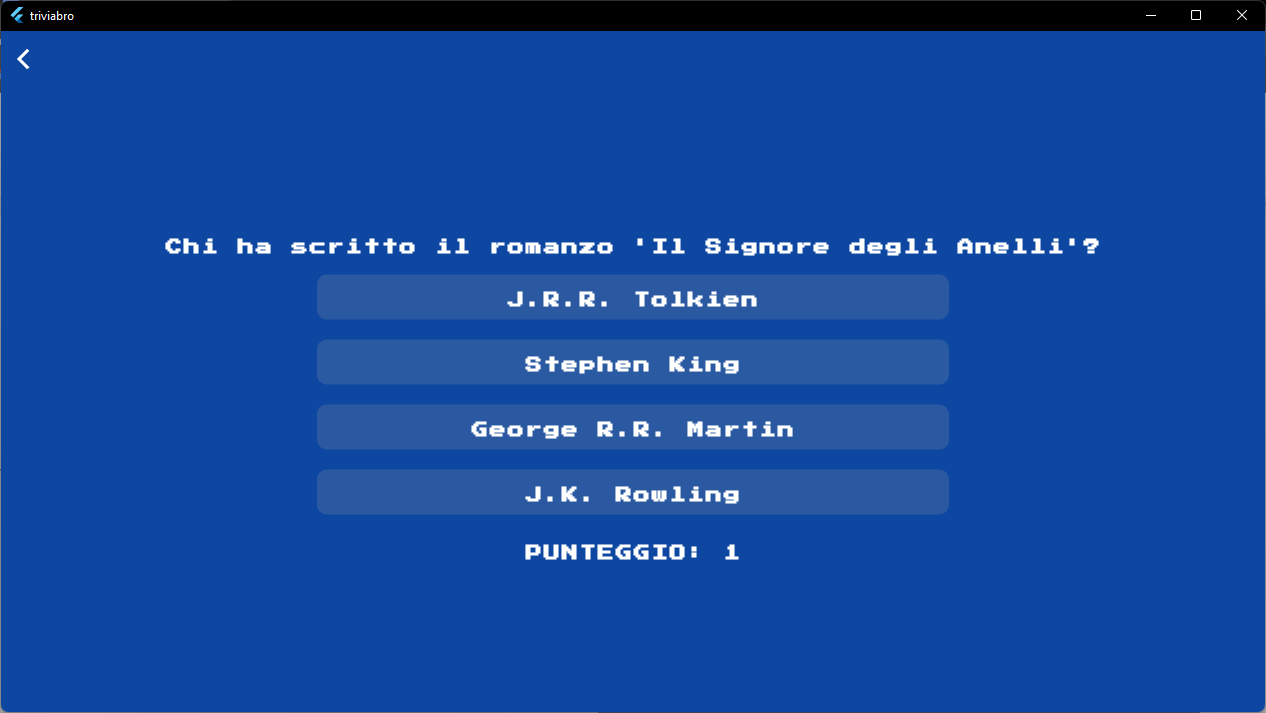 triviabro
Chi ha scritto il romanzo 'Il Signore degli Anelli'?
J.R.R. Tolkien
Stephen King
George R.R. Martin
J.K. Rowling
PUNTEGGIO: 1